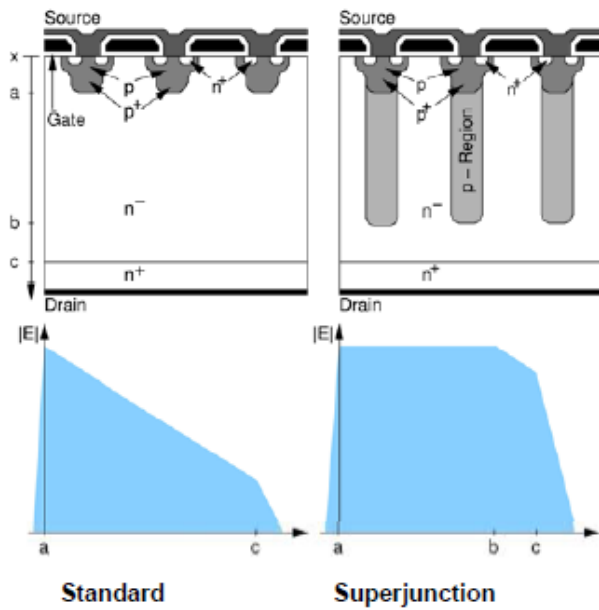 Source
Source
x
p
n+
p
n+
a
p+
p+
Gate
p – Region
n−
n−
b
c
n+
n+
Drain
Drain
|E|
|E|
a
c
a
b
c
Standard
Superjunction